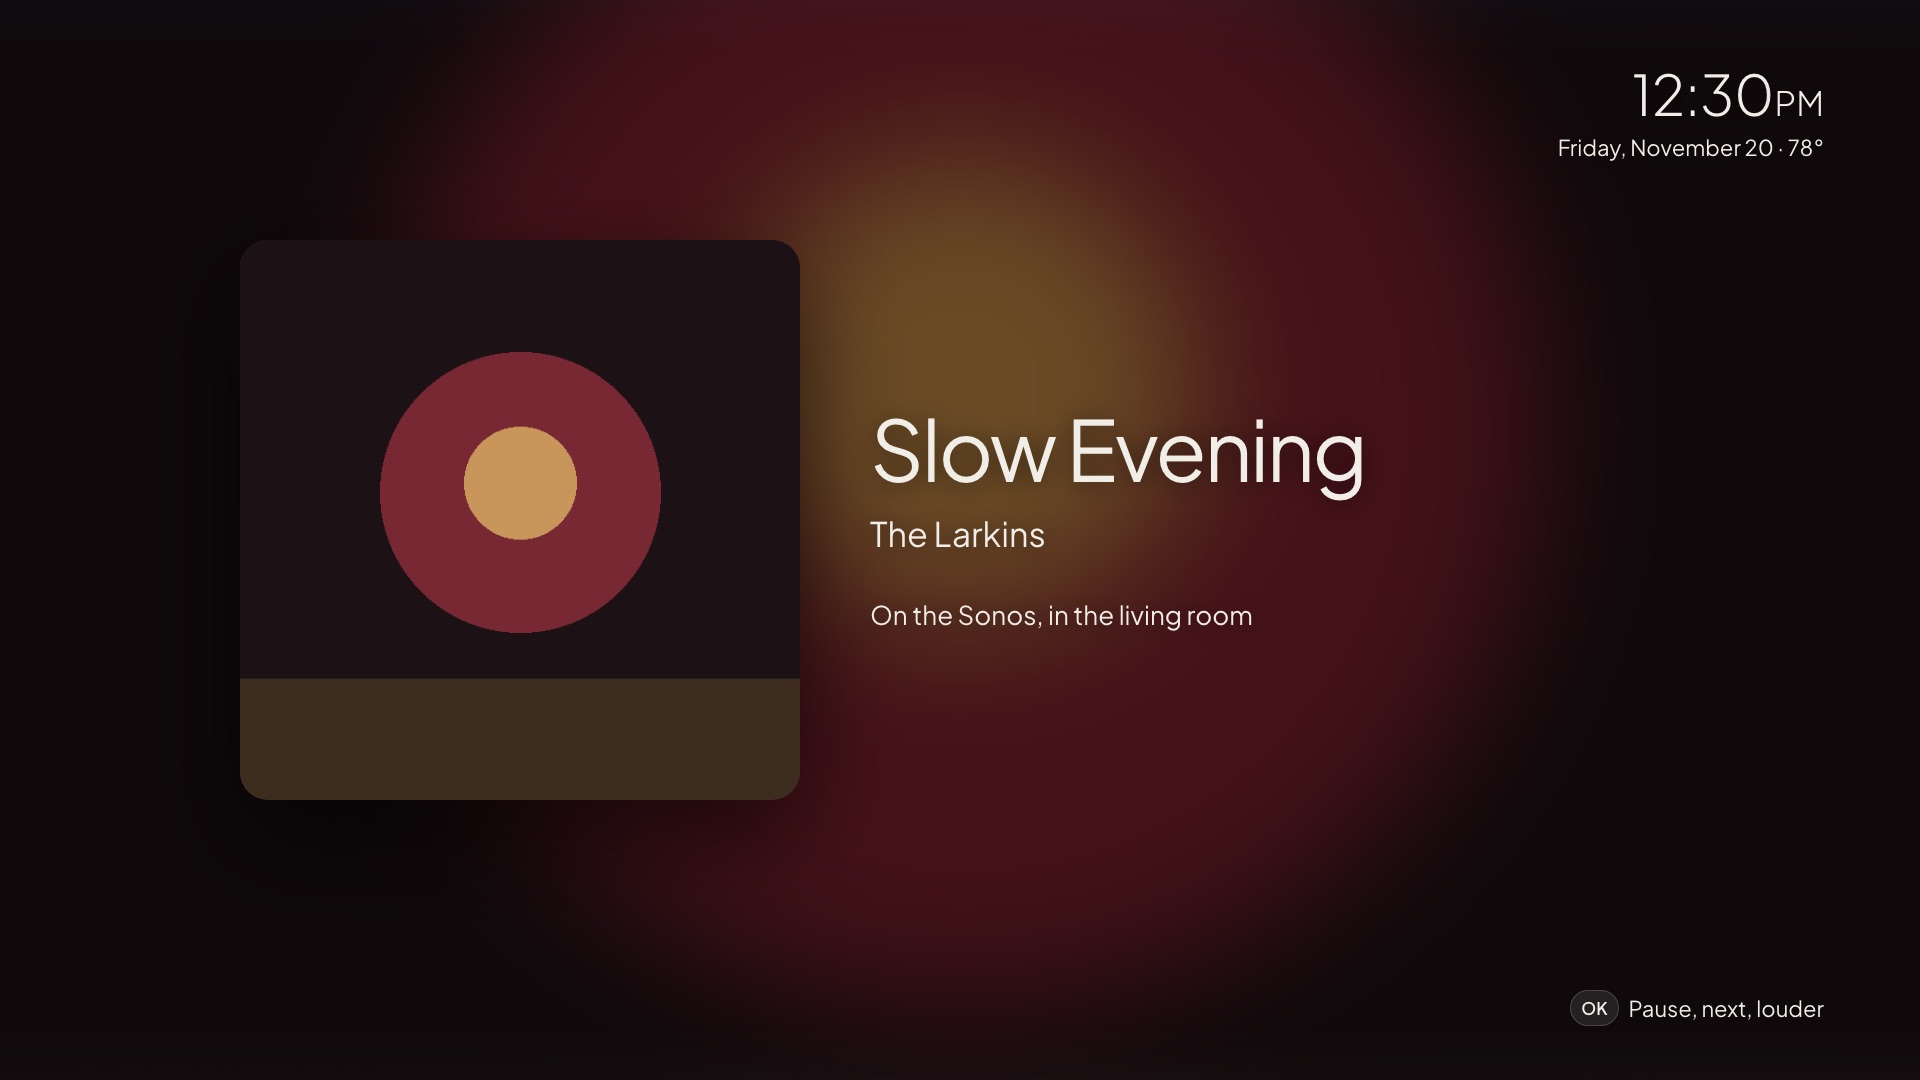 12:30PM
Friday, November 20 · 78°
Slow Evening
The Larkins
On the Sonos, in the living room
OK Pause, next, louder